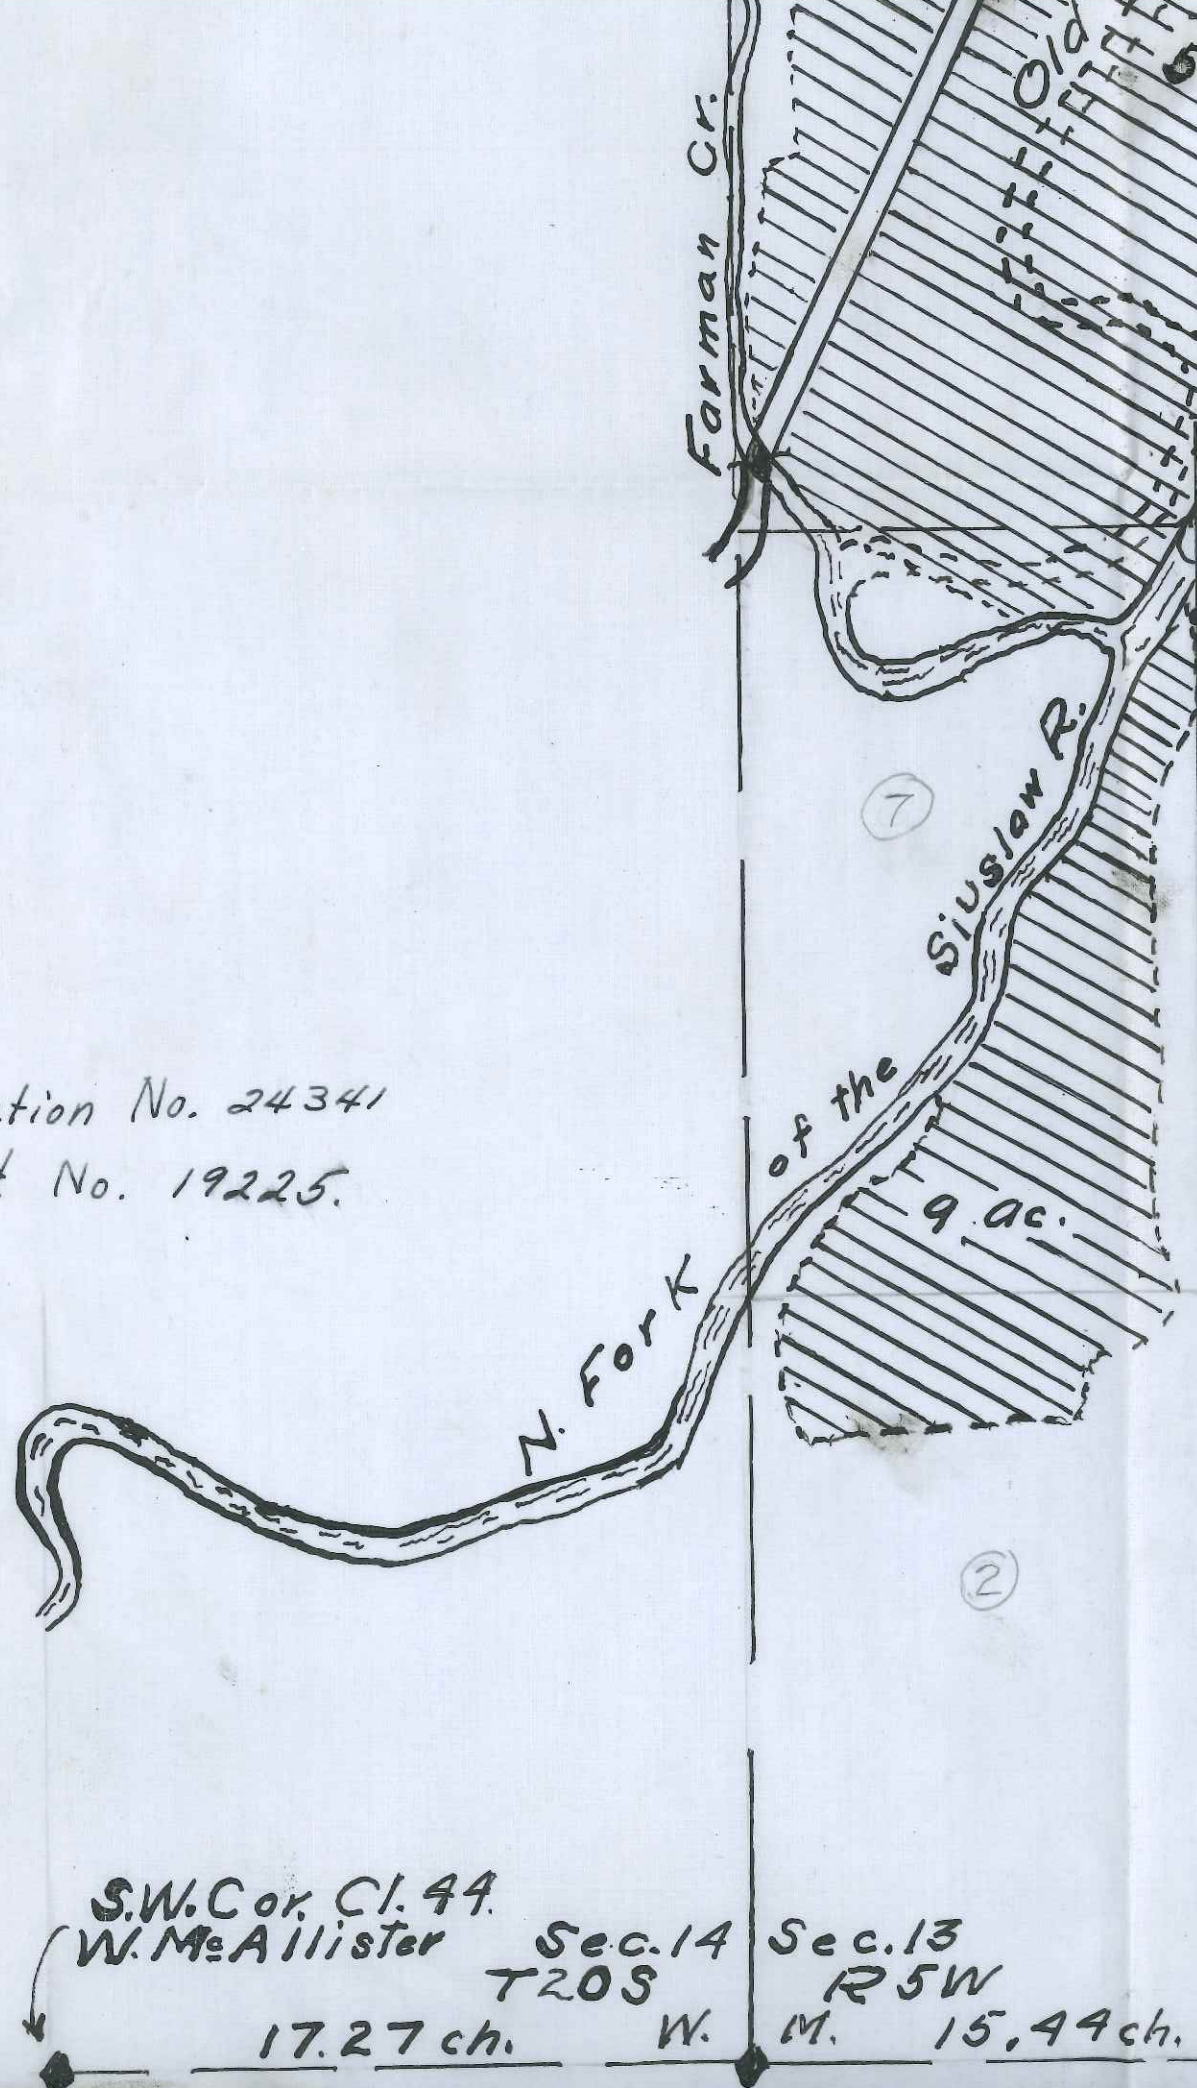 Old
5
Farman Cr.
7
N. Fork of the Siuslaw R.
No. 24341
No. 19225.
9 ac.
2
S.W. Cor. Cl. 44.
W. McAllister
Sec. 14 Sec. 13
T20S R5W
17.27 ch. W. M. 15.44 ch.